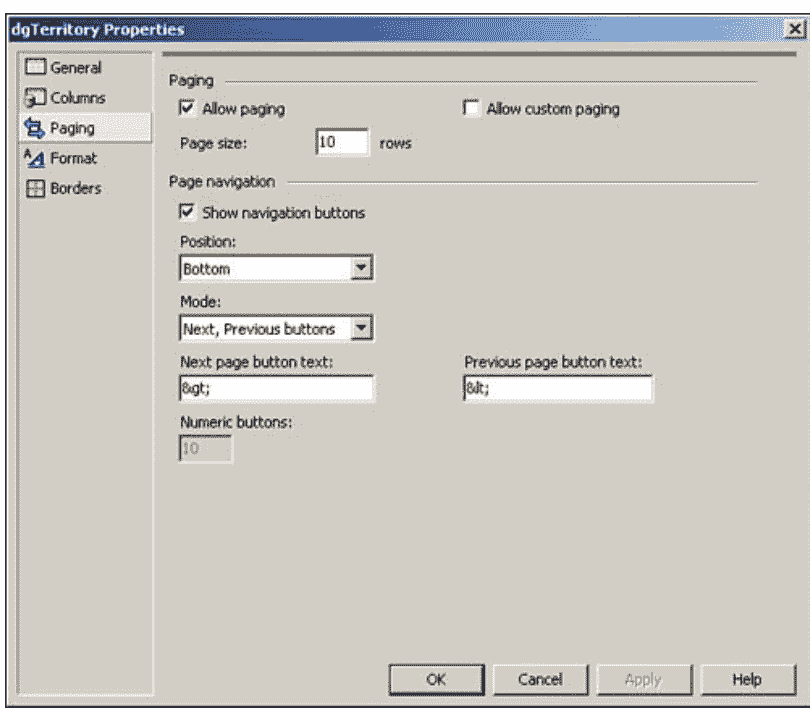 dgTerritory Properties
General
Columns
Paging
Format
Borders
Paging
Allow paging
Allow custom paging
Page size: 10 rows
Page navigation
Show navigation buttons
Position:
Bottom
Mode:
Next, Previous buttons
Next page button text:
Previous page button text:
&gt;
&lt;
Numeric buttons:
10
OK
Cancel
Apply
Help